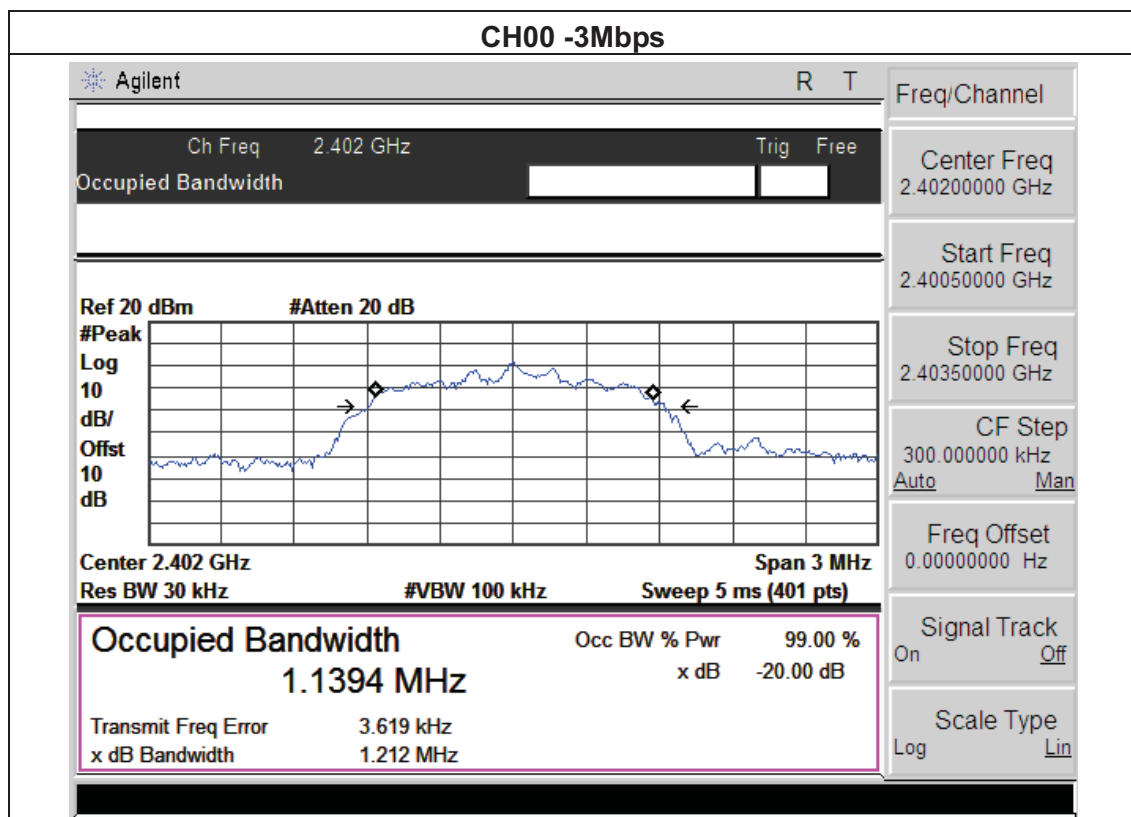 CH00 -3Mbps
Agilent R T
Ch Freq 2.402 GHz Trig Free
Occupied Bandwidth
Ref 20 dBm #Atten 20 dB
#Peak
Log
10
dB/
Offst
10
dB
Center 2.402 GHz Span 3 MHz
Res BW 30 kHz #VBW 100 kHz Sweep 5 ms (401 pts)
Occupied Bandwidth Occ BW % Pwr 99.00 %
1.1394 MHz x dB -20.00 dB
Transmit Freq Error 3.619 kHz
x dB Bandwidth 1.212 MHz
Freq/Channel
Center Freq
2.40200000 GHz
Start Freq
2.40050000 GHz
Stop Freq
2.40350000 GHz
CF Step
300.000000 kHz
Auto Man
Freq Offset
0.00000000 Hz
Signal Track
On Off
Scale Type
Log Lin